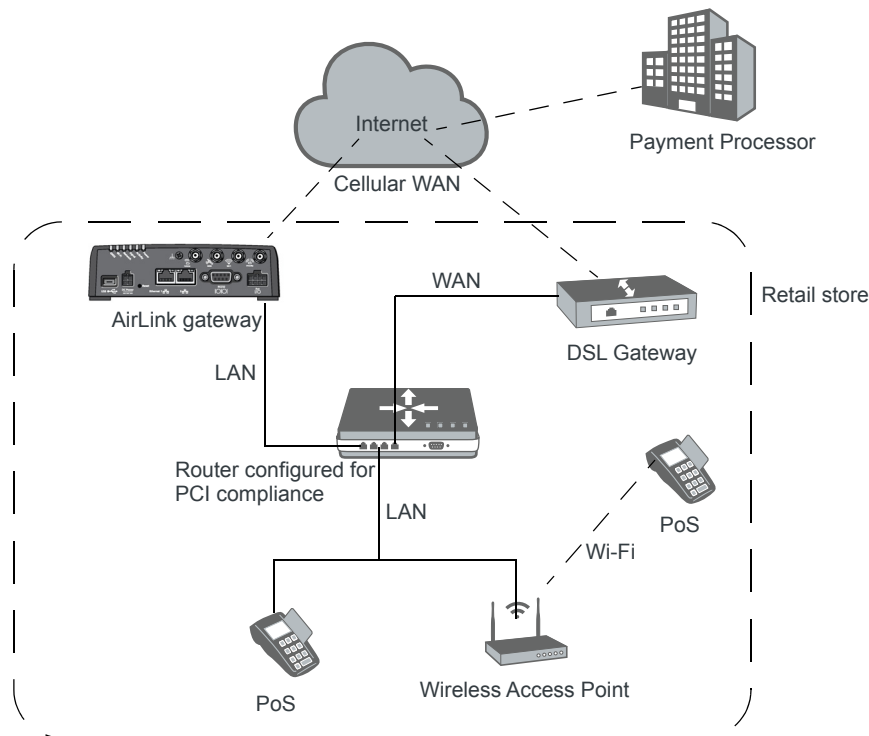 Internet
Payment Processor
Cellular WAN
WAN
Retail store
AirLink gateway
DSL Gateway
LAN
Router configured for
PCI compliance
LAN
PoS
Wi-Fi
PoS
Wireless Access Point